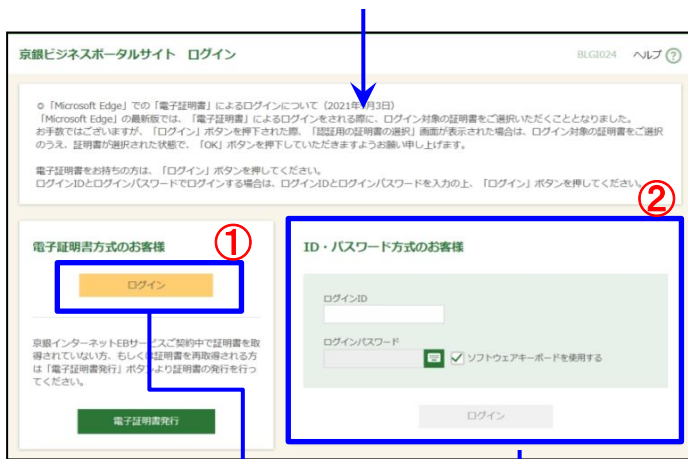 京銀ビジネスポータルサイト ログイン
BLGI024 ヘルプ ?
○「Microsoft Edge」での「電子証明書」によるログインについて（2021年 月3日）
「Microsoft Edge」の最新版では、「電子証明書」によるログインをされる際に、ログイン対象の証明書をご選択いただくこととなりました。
お手数ではございますが、「ログイン」ボタンを押下された際、「認証用の証明書の選択」画面が表示された場合は、ログイン対象の証明書をご選択
のうえ、証明書が選択された状態で、「OK」ボタンを押下していただきますようお願い申し上げます。
電子証明書をお持ちの方は、「ログイン」ボタンを押してください。
ログインIDとログインパスワードでログインする場合は、ログインIDとログインパスワードを入力の上、「ログイン」ボタンを押してください。
電子証明書方式のお客様
①
ログイン
京銀インターネットEBサービスご契約中で証明書を取
得されていない方、もしくは証明書を再取得される方
は「電子証明書発行」ボタンより証明書の発行を行っ
てください。
電子証明書発行
②
ID・パスワード方式のお客様
ログインID
ログインパスワード
ソフトウェアキーボードを使用する
ログイン